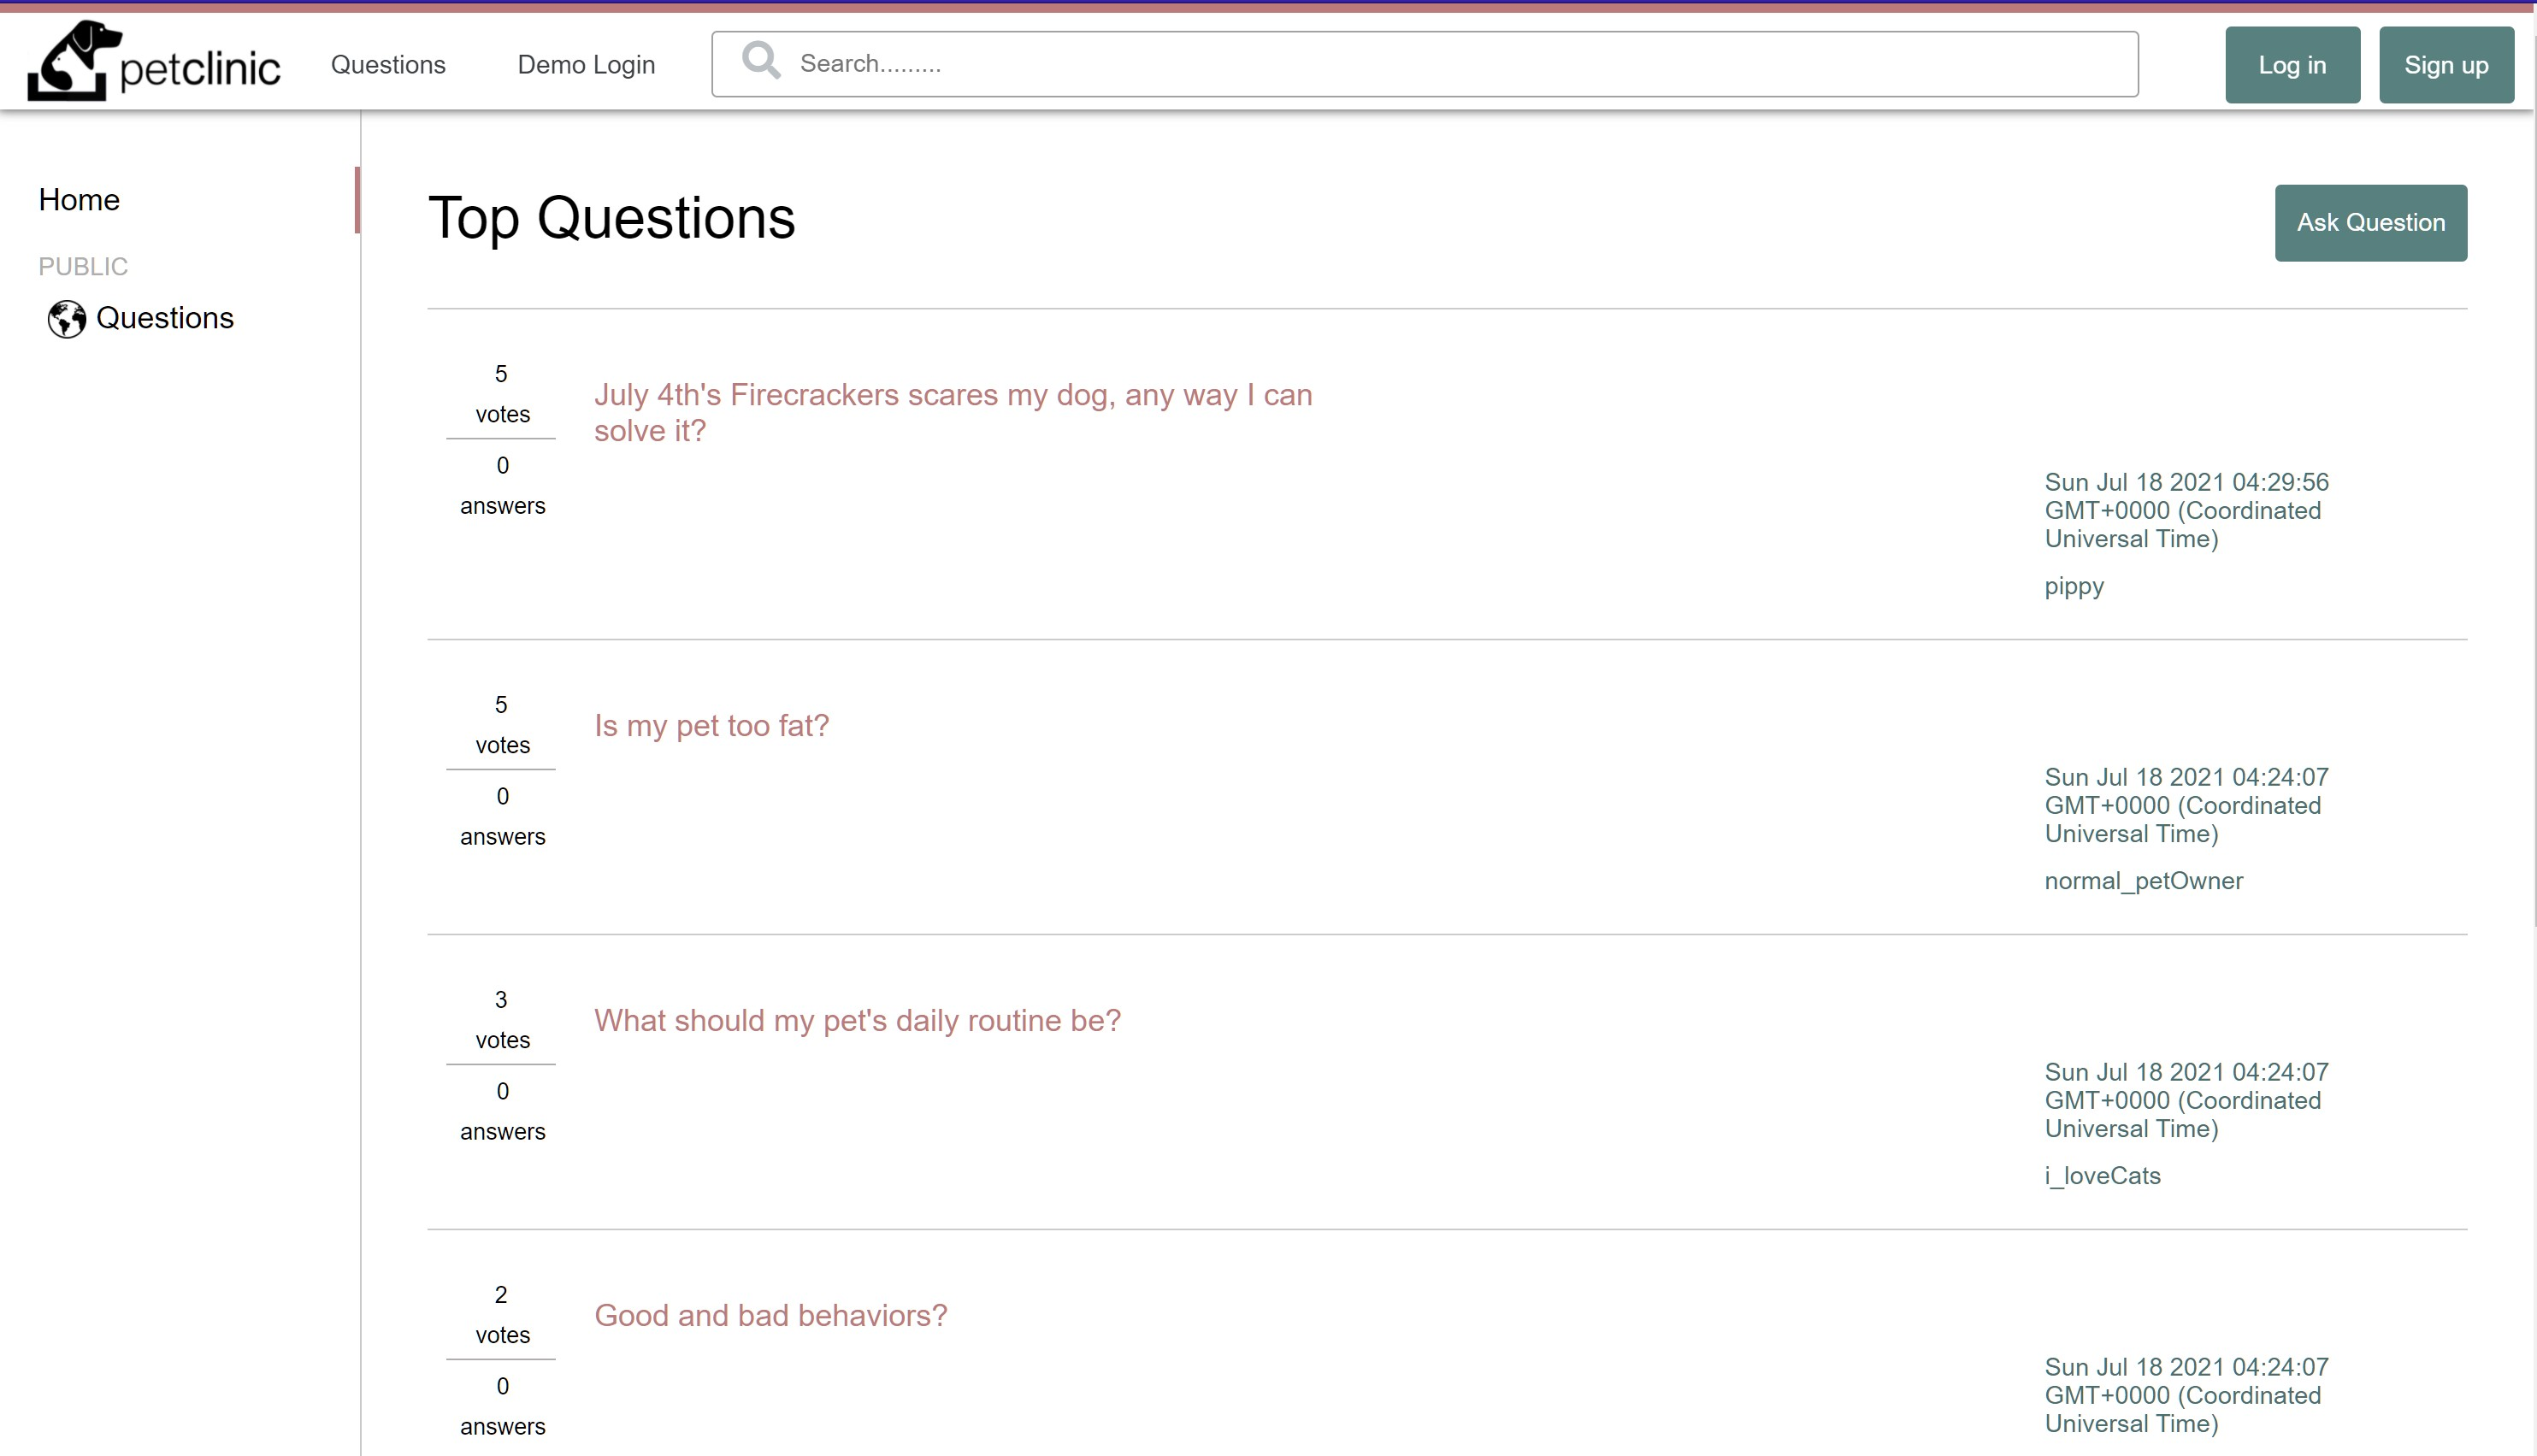 petclinic
Questions
Demo Login
Search.........
Log in
Sign up
Home
PUBLIC
Questions
Top Questions
Ask Question
5
votes
0
answers
July 4th's Firecrackers scares my dog, any way I can
solve it?
Sun Jul 18 2021 04:29:56
GMT+0000 (Coordinated
Universal Time)
pippy
5
votes
0
answers
Is my pet too fat?
Sun Jul 18 2021 04:24:07
GMT+0000 (Coordinated
Universal Time)
normal_petOwner
3
votes
0
answers
What should my pet's daily routine be?
Sun Jul 18 2021 04:24:07
GMT+0000 (Coordinated
Universal Time)
i_loveCats
2
votes
0
answers
Good and bad behaviors?
Sun Jul 18 2021 04:24:07
GMT+0000 (Coordinated
Universal Time)